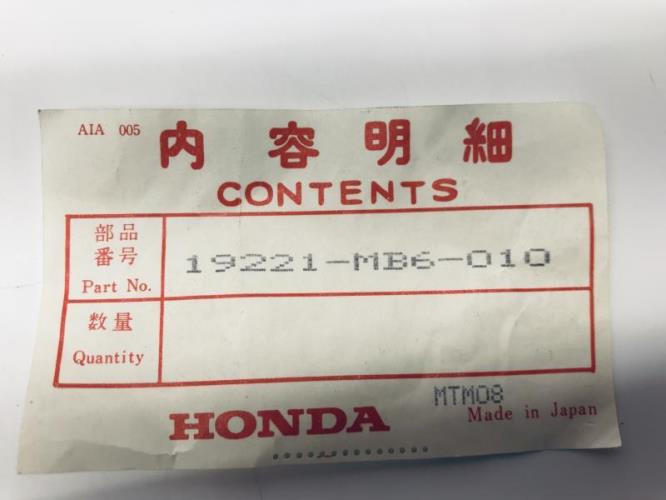 AIA 005
内容明細
CONTENTS
部品
番号
Part No.
19221-MB6-010
数量
Quantity
MTM08
HONDA
Made in Japan